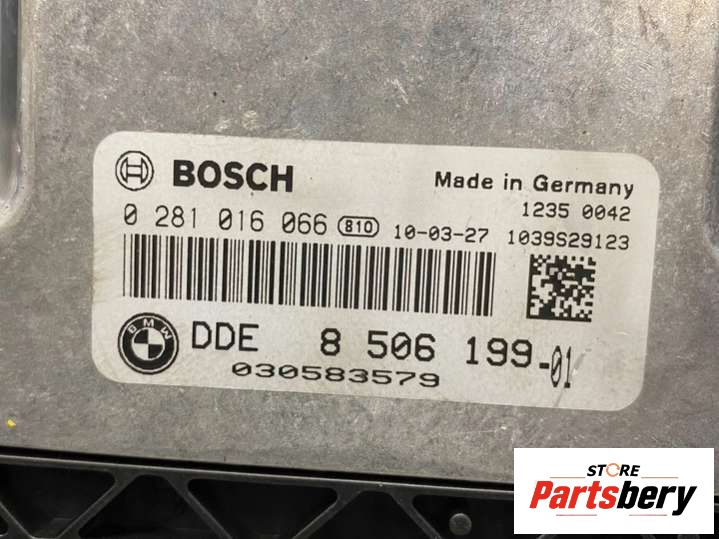 BOSCH
Made in Germany
1235 0042
0 281 016 066 810 10-03-27 1039S29123
BMW
DDE 8 506 199-01
030583579
STORE
Partsbery